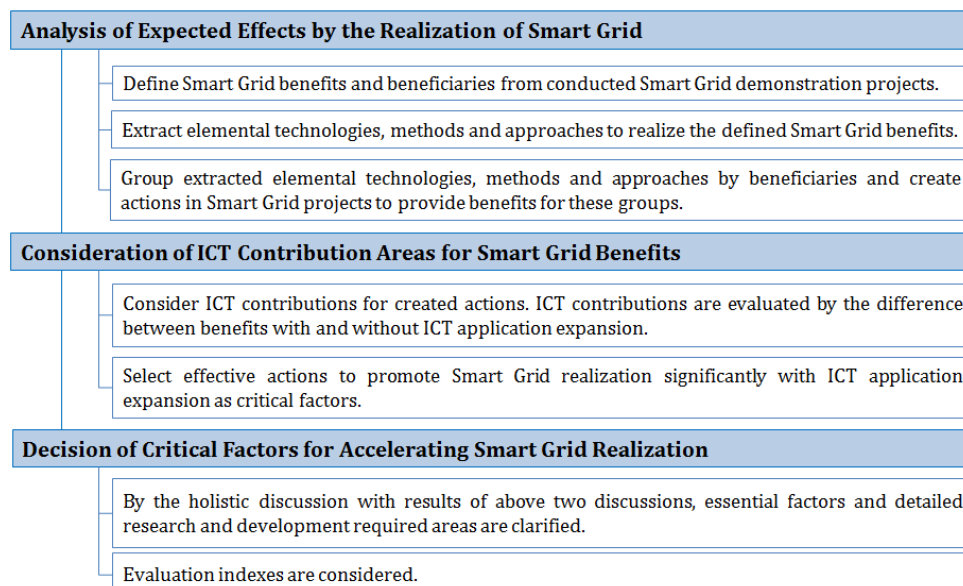 Analysis of Expected Effects by the Realization of Smart Grid
Define Smart Grid benefits and beneficiaries from conducted Smart Grid demonstration projects.
Extract elemental technologies, methods and approaches to realize the defined Smart Grid benefits.
Group extracted elemental technologies, methods and approaches by beneficiaries and create
actions in Smart Grid projects to provide benefits for these groups.
Consideration of ICT Contribution Areas for Smart Grid Benefits
Consider ICT contributions for created actions. ICT contributions are evaluated by the difference
between benefits with and without ICT application expansion.
Select effective actions to promote Smart Grid realization significantly with ICT application
expansion as critical factors.
Decision of Critical Factors for Accelerating Smart Grid Realization
By the holistic discussion with results of above two discussions, essential factors and detailed
research and development required areas are clarified.
Evaluation indexes are considered.